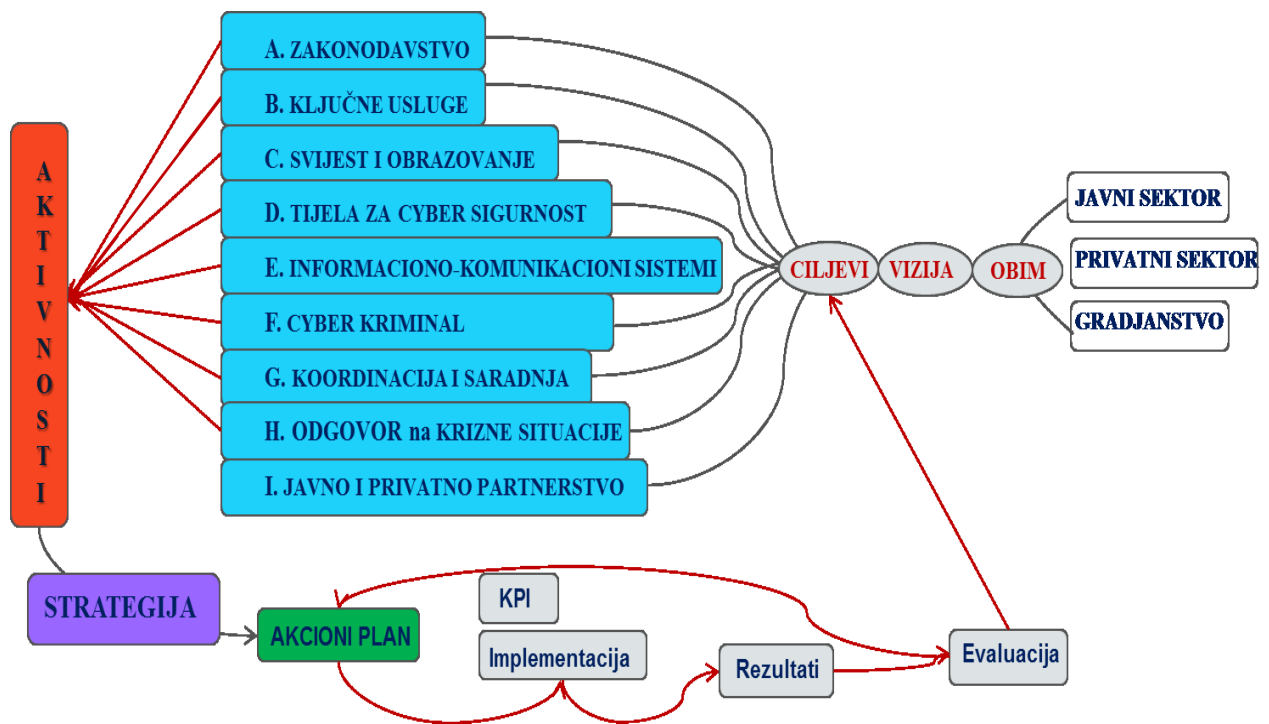 A. ZAKONODAVSTVO
B. KLJUČNE USLUGE
C. SVIJEST I OBRAZOVANJE
D. TIJELA ZA CYBER SIGURNOST
E. INFORMACIONO-KOMUNIKACIONI SISTEMI
F. CYBER KRIMINAL
G. KOORDINACIJA I SARADNJA
H. ODGOVOR na KRIZNE SITUACIJE
I. JAVNO I PRIVATNO PARTNERSTVO
AKTIVNOSTI
CILJEVI
VIZIJA
OBIM
JAVNI SEKTOR
PRIVATNI SEKTOR
GRADJANSTVO
STRATEGIJA
AKCIONI PLAN
KPI
Implementacija
Rezultati
Evaluacija